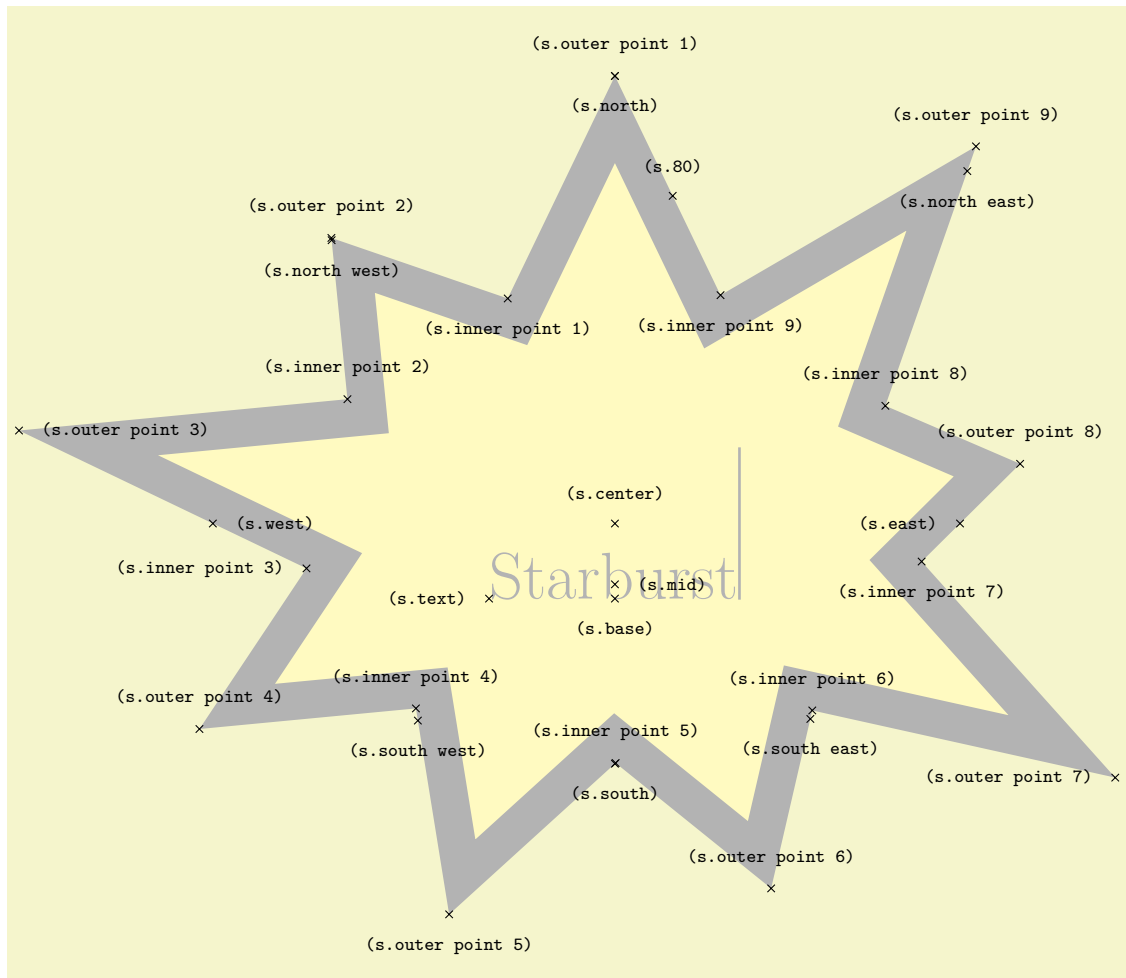 (s.outer point 1)
(s.north)
(s.outer point 9)
(s.80)
(s.north east)
(s.outer point 2)
(s.north west)
(s.inner point 1)
(s.inner point 9)
(s.inner point 2)
(s.inner point 8)
(s.outer point 3)
(s.outer point 8)
(s.center)
(s.west)
(s.east)
(s.inner point 3)
Starburst
(s.mid)
(s.text)
(s.inner point 7)
(s.base)
(s.inner point 4)
(s.inner point 6)
(s.outer point 4)
(s.inner point 5)
(s.south west)
(s.south east)
(s.outer point 7)
(s.south)
(s.outer point 6)
(s.outer point 5)